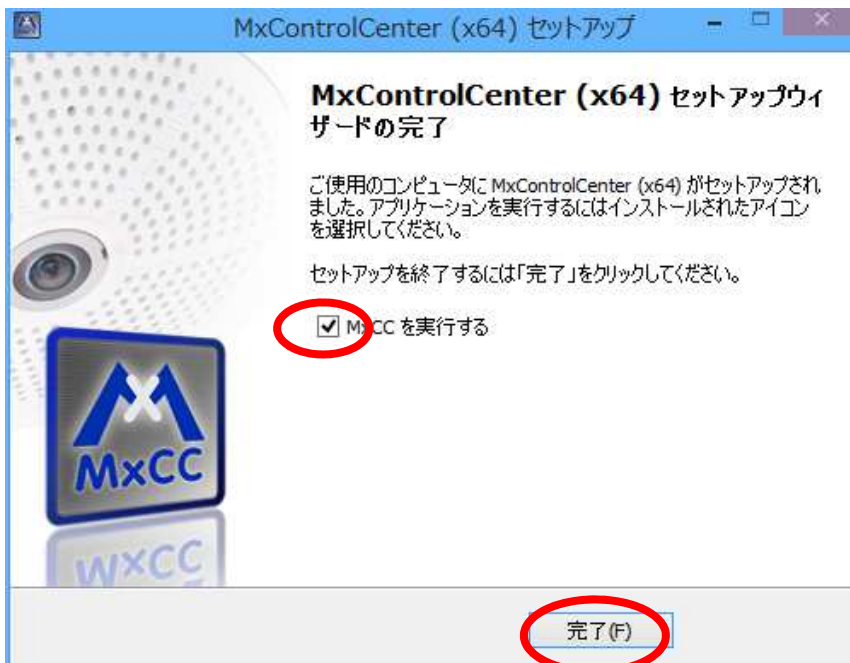 MxControlCenter (x64) セットアップ
MxControlCenter (x64) セットアップウィ
ザードの完了
ご使用のコンピュータに MxControlCenter (x64) がセットアップされ
ました。アプリケーションを実行するにはインストールされたアイコン
を選択してください。
セットアップを終了するには「完了」をクリックしてください。
MxCC を実行する
MxCC
完了(F)